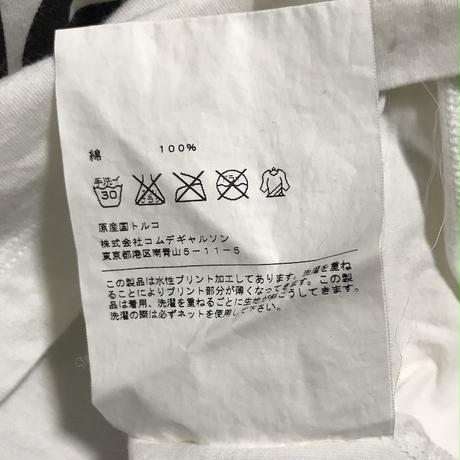 綿 100%
手洗イ
30
原産国トルコ
株式会社コムデギャルソン
東京都港区南青山5-11-5
この製品は水性プリント加工してあります。洗濯を重ね
ることによりプリント部分が薄くなってきます。この製
品は着用、洗濯を重ねるごとに生地が斜こうしてきます。
洗濯の際は必ずネットを使用して下さい。